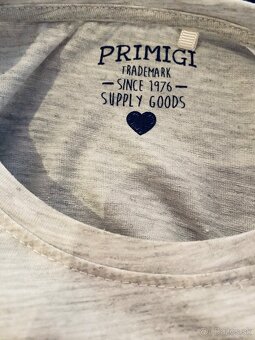 PRIMIGI
TRADEMARK
SINCE 1976
SUPPLY GOODS